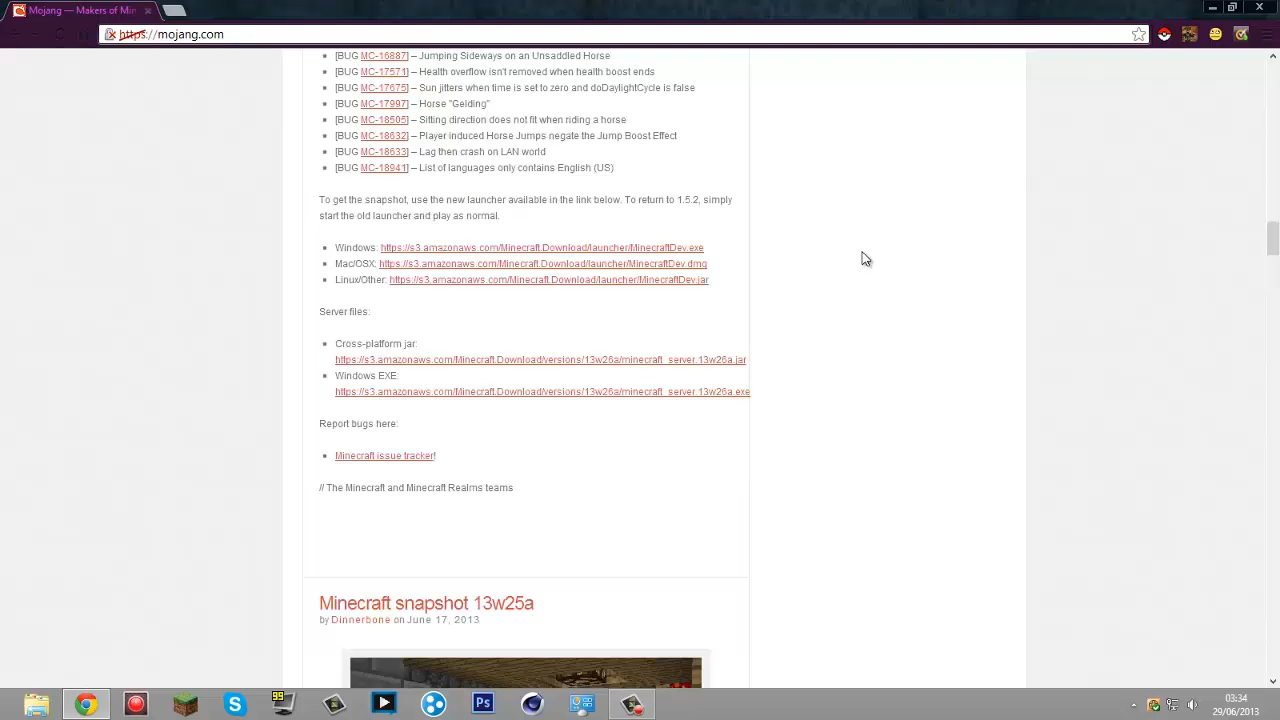 Mojang — Makers of Min
mojang
https://mojang.com
[BUG MC-16887] – Jumping Sideways on an Unsaddled Horse
[BUG MC-17571] – Health overflow isn't removed when health boost ends
[BUG MC-17675] – Sun jitters when time is set to zero and doDaylightCycle is false
[BUG MC-17997] – Horse "Gelding"
[BUG MC-18505] – Sitting direction does not fit when riding a horse
[BUG MC-18632] – Player induced Horse Jumps negate the Jump Boost Effect
[BUG MC-18633] – Lag then crash on LAN world
[BUG MC-18941] – List of languages only contains English (US)
To get the snapshot, use the new launcher available in the link below. To return to 1.5.2, simply
start the old launcher and play as normal.
Windows: https://s3.amazonaws.com/Minecraft.Download/launcher/MinecraftDev.exe
Mac/OSX: https://s3.amazonaws.com/Minecraft.Download/launcher/MinecraftDev.dmg
Linux/Other: https://s3.amazonaws.com/Minecraft.Download/launcher/MinecraftDev.jar
Server files:
Cross-platform jar:
https://s3.amazonaws.com/Minecraft.Download/versions/13w26a/minecraft_server.13w26a.jar
Windows EXE:
https://s3.amazonaws.com/Minecraft.Download/versions/13w26a/minecraft_server.13w26a.exe
Report bugs here:
Minecraft issue tracker!
// The Minecraft and Minecraft Realms teams
Minecraft snapshot 13w25a
by Dinnerbone on June 17, 2013
99
Ps
03:34
29/06/2013